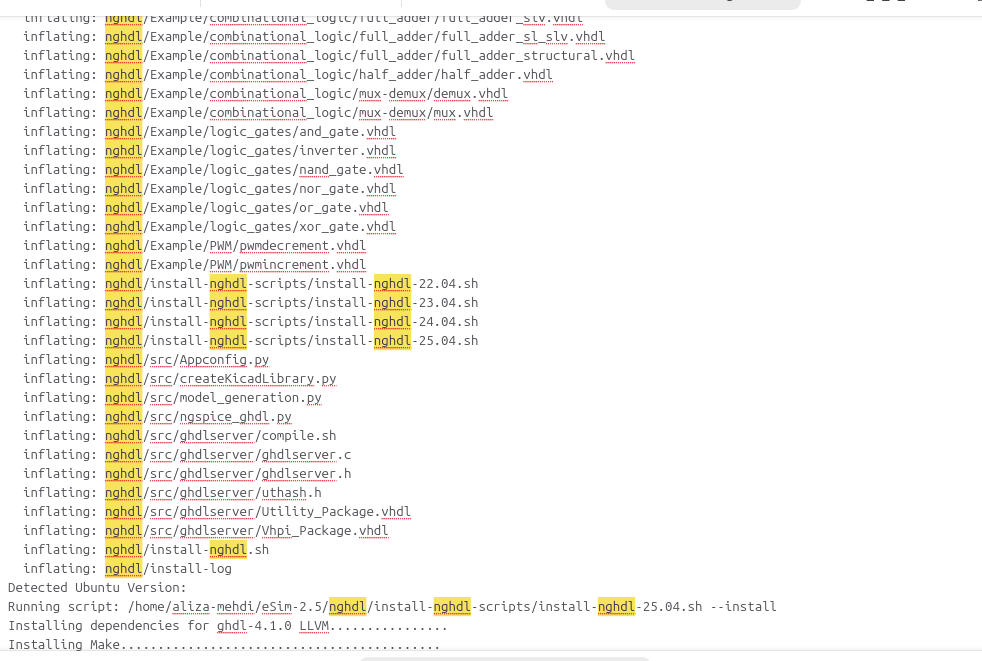 inflating: nghdl/Example/combinational_logic/full_adder/full_adder_slv.vhdl
inflating: nghdl/Example/combinational_logic/full_adder/full_adder_sl_slv.vhdl
inflating: nghdl/Example/combinational_logic/full_adder/full_adder_structural.vhdl
inflating: nghdl/Example/combinational_logic/half_adder/half_adder.vhdl
inflating: nghdl/Example/combinational_logic/mux-demux/demux.vhdl
inflating: nghdl/Example/combinational_logic/mux-demux/mux.vhdl
inflating: nghdl/Example/logic_gates/and_gate.vhdl
inflating: nghdl/Example/logic_gates/inverter.vhdl
inflating: nghdl/Example/logic_gates/nand_gate.vhdl
inflating: nghdl/Example/logic_gates/nor_gate.vhdl
inflating: nghdl/Example/logic_gates/or_gate.vhdl
inflating: nghdl/Example/logic_gates/xor_gate.vhdl
inflating: nghdl/Example/PWM/pwmdecrement.vhdl
inflating: nghdl/Example/PWM/pwmincrement.vhdl
inflating: nghdl/install-nghdl-scripts/install-nghdl-22.04.sh
inflating: nghdl/install-nghdl-scripts/install-nghdl-23.04.sh
inflating: nghdl/install-nghdl-scripts/install-nghdl-24.04.sh
inflating: nghdl/install-nghdl-scripts/install-nghdl-25.04.sh
inflating: nghdl/src/Appconfig.py
inflating: nghdl/src/createKicadLibrary.py
inflating: nghdl/src/model_generation.py
inflating: nghdl/src/ngspice_ghdl.py
inflating: nghdl/src/ghdlserver/compile.sh
inflating: nghdl/src/ghdlserver/ghdlserver.c
inflating: nghdl/src/ghdlserver/ghdlserver.h
inflating: nghdl/src/ghdlserver/uthash.h
inflating: nghdl/src/ghdlserver/Utility_Package.vhdl
inflating: nghdl/src/ghdlserver/Vhpi_Package.vhdl
inflating: nghdl/install-nghdl.sh
inflating: nghdl/install-log
Detected Ubuntu Version:
Running script: /home/aliza-mehdi/eSim-2.5/nghdl/install-nghdl-scripts/install-nghdl-25.04.sh --install
Installing dependencies for ghdl-4.1.0 LLVM................
Installing Make...........................................